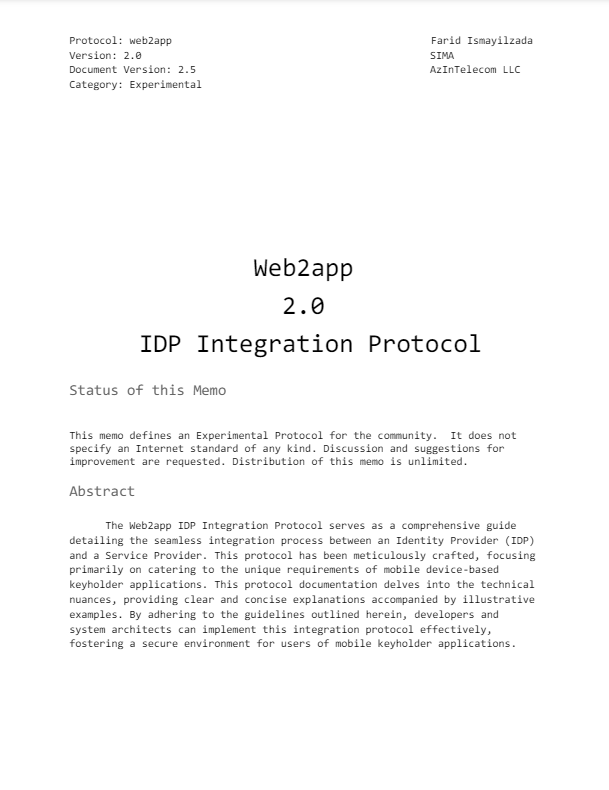 Protocol: web2app
Farid Ismayilzada
Version: 2.0
SIMA
Document Version: 2.5
AzInTelecom LLC
Category: Experimental
Web2app
2.0
IDP Integration Protocol
Status of this Memo
This memo defines an Experimental Protocol for the community.  It does not
specify an Internet standard of any kind. Discussion and suggestions for
improvement are requested. Distribution of this memo is unlimited.
Abstract
The Web2app IDP Integration Protocol serves as a comprehensive guide
detailing the seamless integration process between an Identity Provider (IDP)
and a Service Provider. This protocol has been meticulously crafted, focusing
primarily on catering to the unique requirements of mobile device-based
keyholder applications. This protocol documentation delves into the technical
nuances, providing clear and concise explanations accompanied by illustrative
examples. By adhering to the guidelines outlined herein, developers and
system architects can implement this integration protocol effectively,
fostering a secure environment for users of mobile keyholder applications.